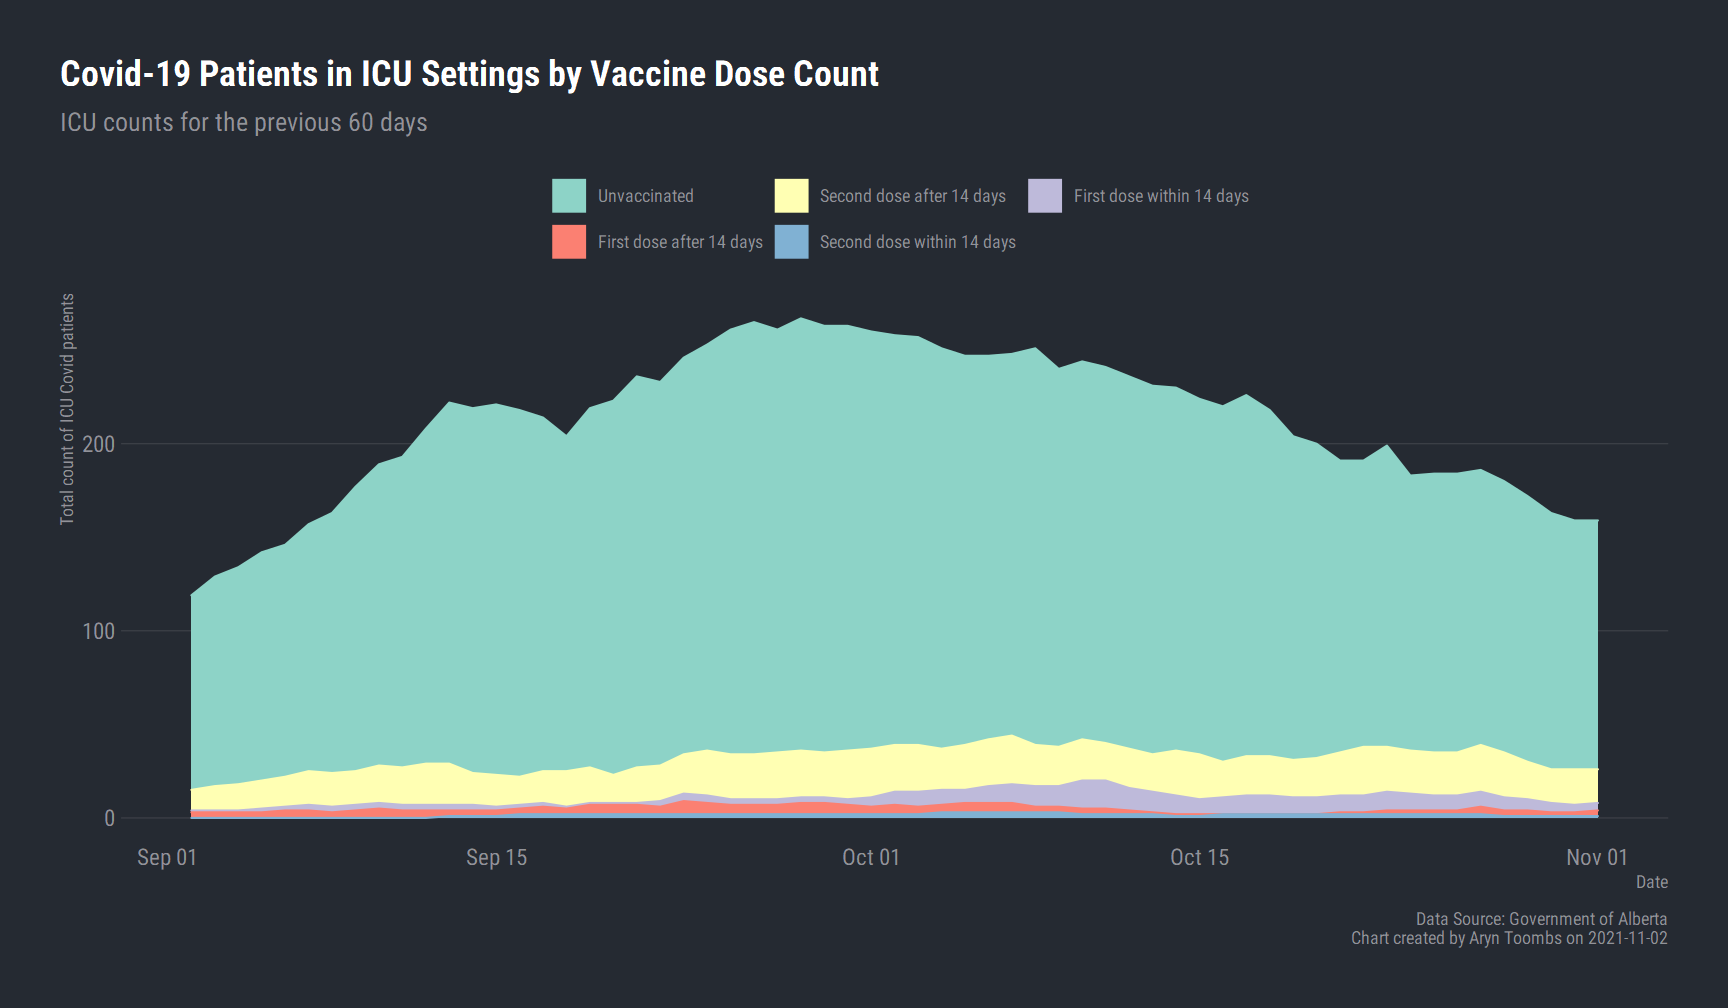 Covid-19 Patients in ICU Settings by Vaccine Dose Count
ICU counts for the previous 60 days
Unvaccinated
Second dose after 14 days
First dose within 14 days
First dose after 14 days
Second dose within 14 days
Total count of ICU Covid patients
200
100
0
Sep 01
Sep 15
Oct 01
Oct 15
Nov 01
Date
Data Source: Government of Alberta
Chart created by Aryn Toombs on 2021-11-02